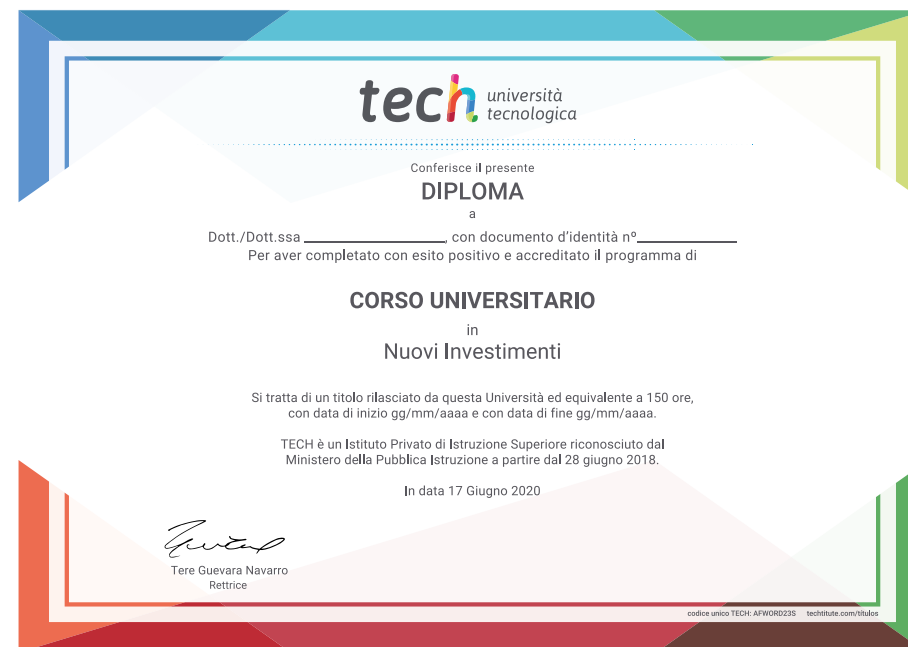 tech università
tecnologica
Conferisce il presente
DIPLOMA
a
Dott./Dott.ssa ____________________, con documento d'identità nº______________
Per aver completato con esito positivo e accreditato il programma di
CORSO UNIVERSITARIO
in
Nuovi Investimenti
Si tratta di un titolo rilasciato da questa Università ed equivalente a 150 ore,
con data di inizio gg/mm/aaaa e con data di fine gg/mm/aaaa.
TECH è un Istituto Privato di Istruzione Superiore riconosciuto dal
Ministero della Pubblica Istruzione a partire dal 28 giugno 2018.
In data 17 Giugno 2020
Tere Guevara Navarro
Rettrice
codice unico TECH: AFWORD23S techtitute.com/titulos